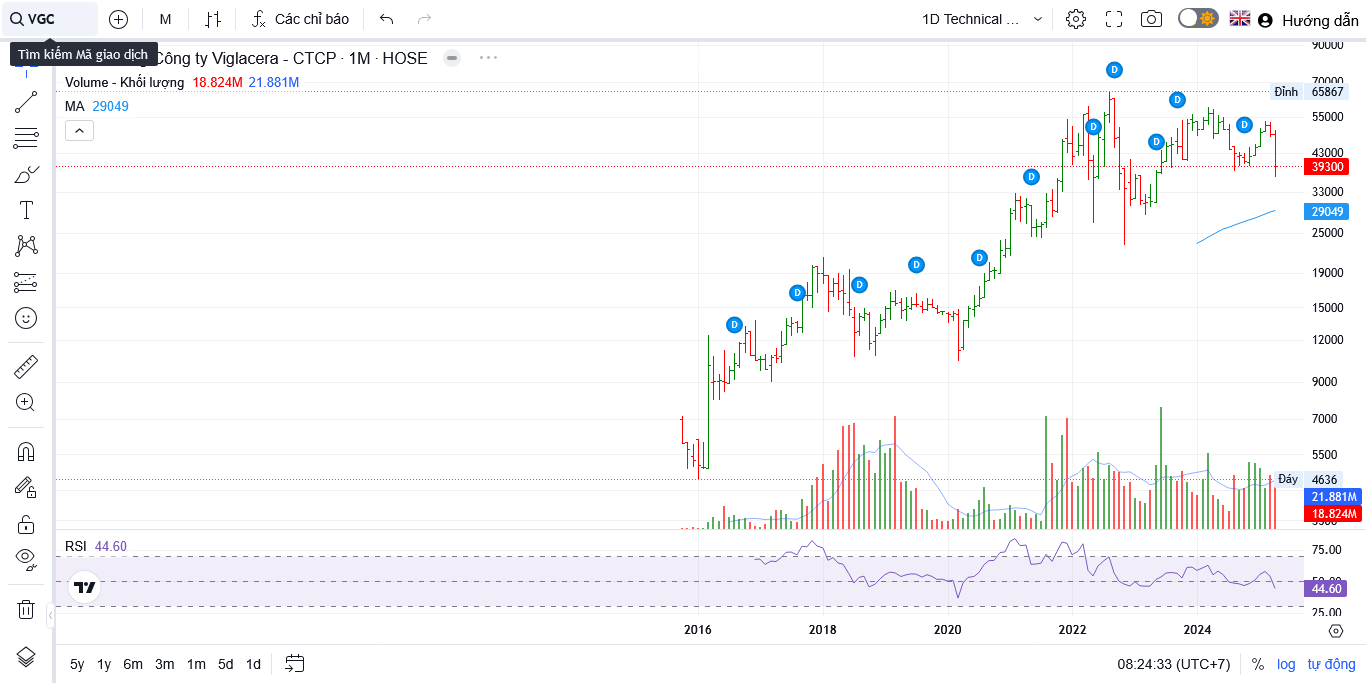 VGC
M
Các chỉ báo
1D Technical ...
Hướng dẫn
Tìm kiếm Mã giao dịch
Công ty Viglacera - CTCP · 1M · HOSE
Volume - Khối lượng 18.824M 21.881M
MA 29049
90000
70000
Đỉnh 65867
55000
43000
39300
33000
29049
25000
19000
15000
12000
9000
7000
5500
Đáy 4636
21.881M
18.824M
D
D
D
D
D
D
D
D
D
D
D
RSI 44.60
75.00
50.00
44.60
25.00
2016 2018 2020 2022 2024
5y 1y 6m 3m 1m 5d 1d
08:24:33 (UTC+7) % log tự động